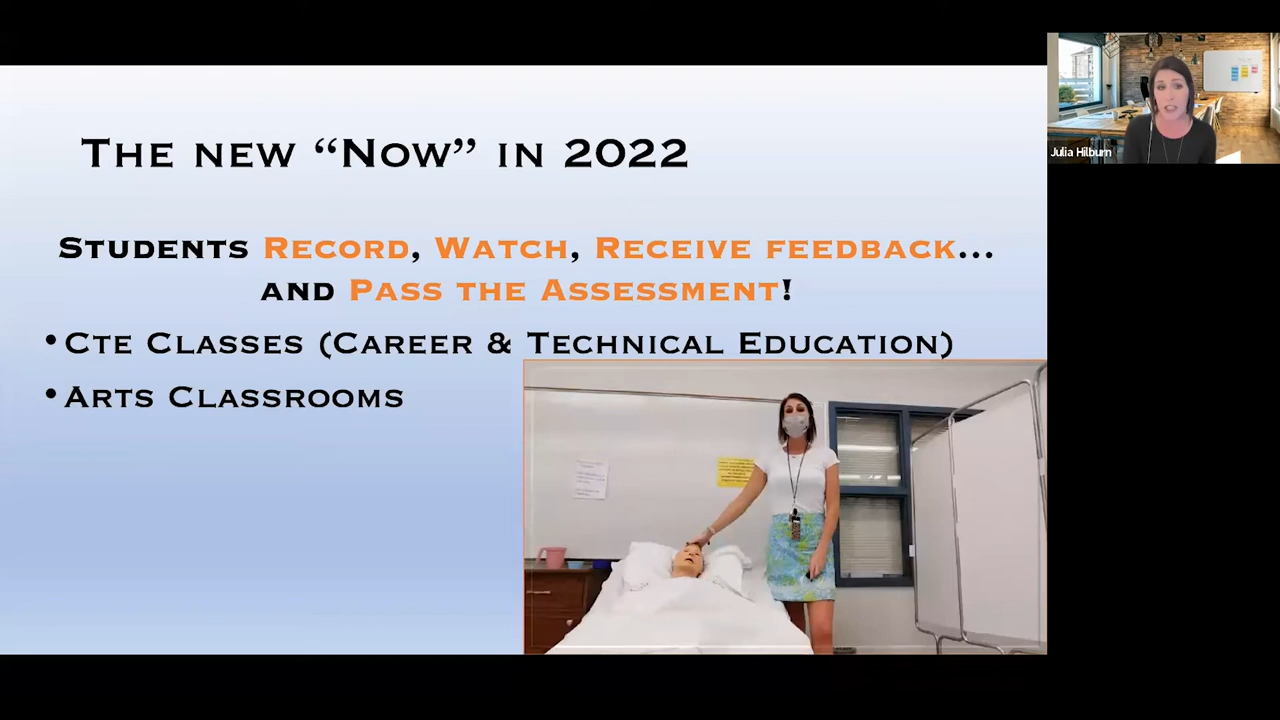 The new “Now” in 2022
Students Record, Watch, Receive feedback...
and Pass the Assessment!
• Cte Classes (Career & Technical Education)
• Arts Classrooms
Julia Hilburn